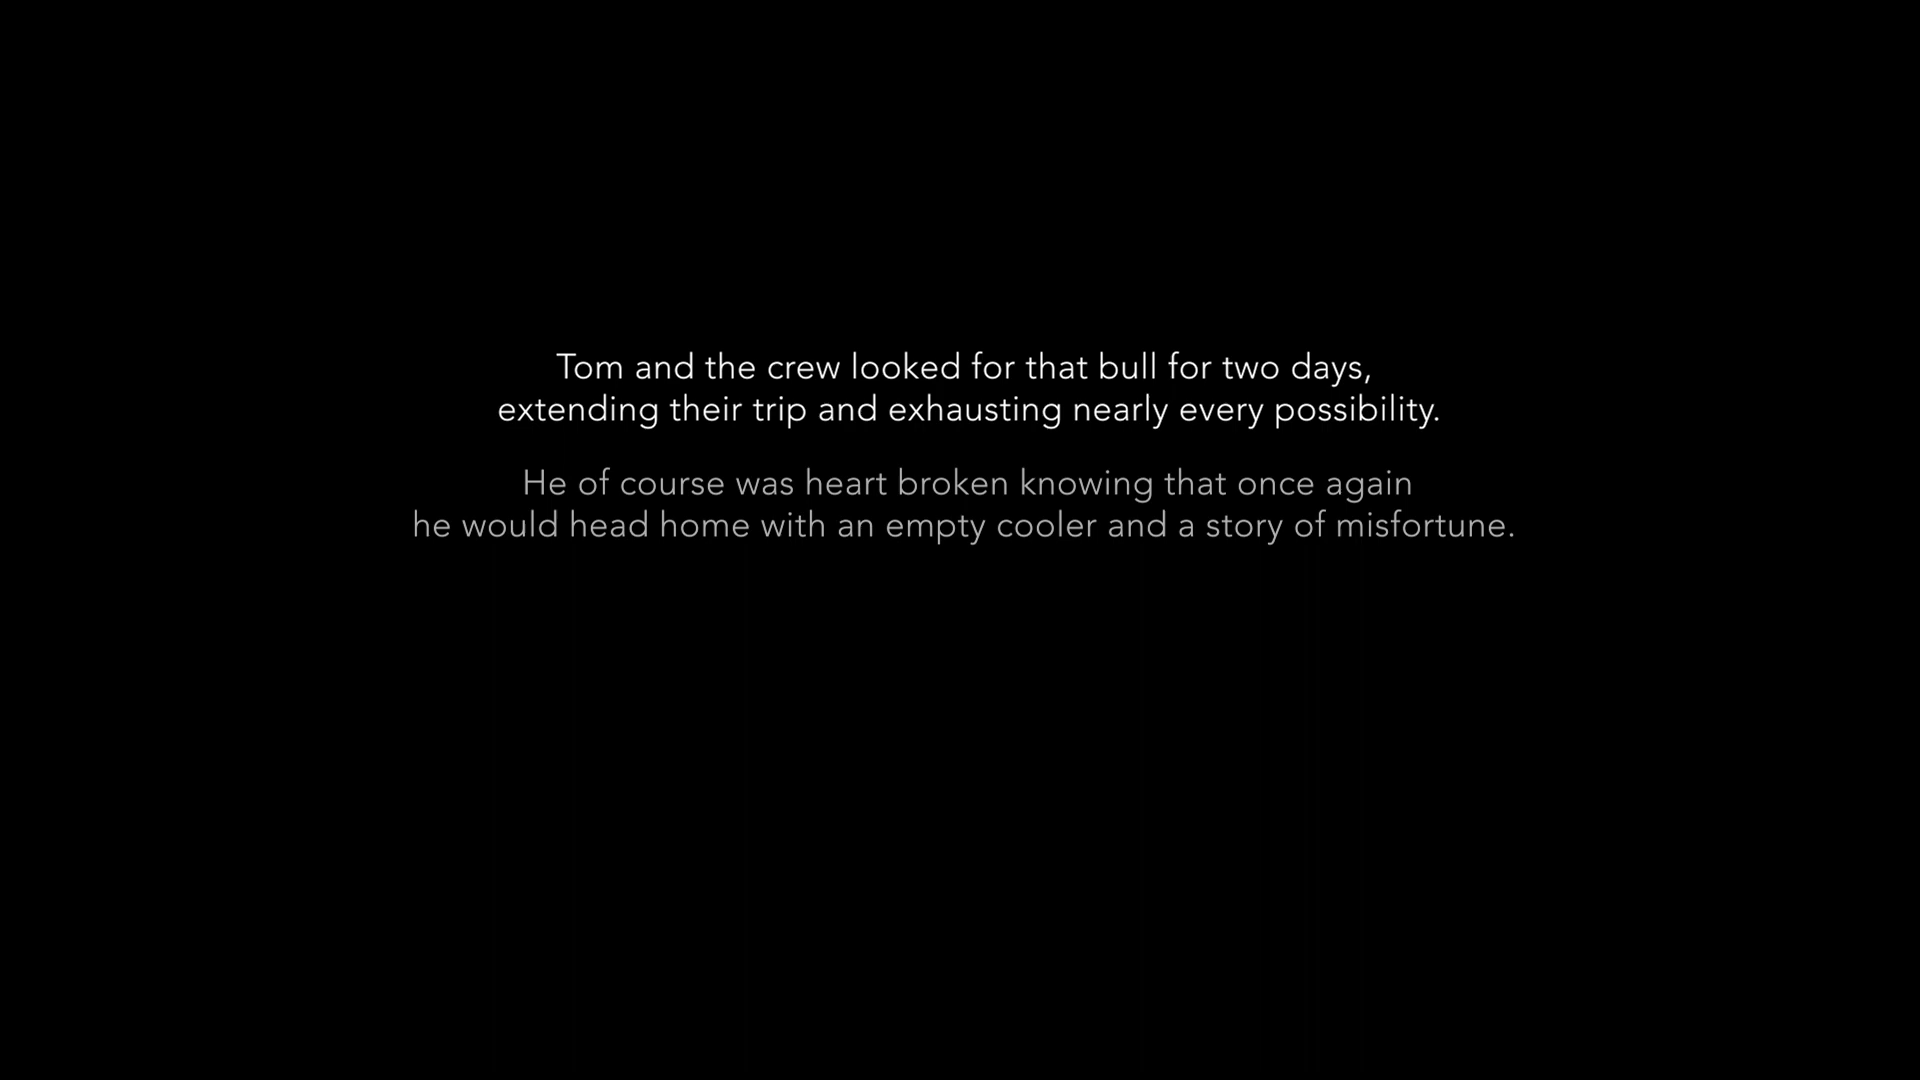 Tom and the crew looked for that bull for two days,
extending their trip and exhausting nearly every possibility.
He of course was heart broken knowing that once again
he would head home with an empty cooler and a story of misfortune.